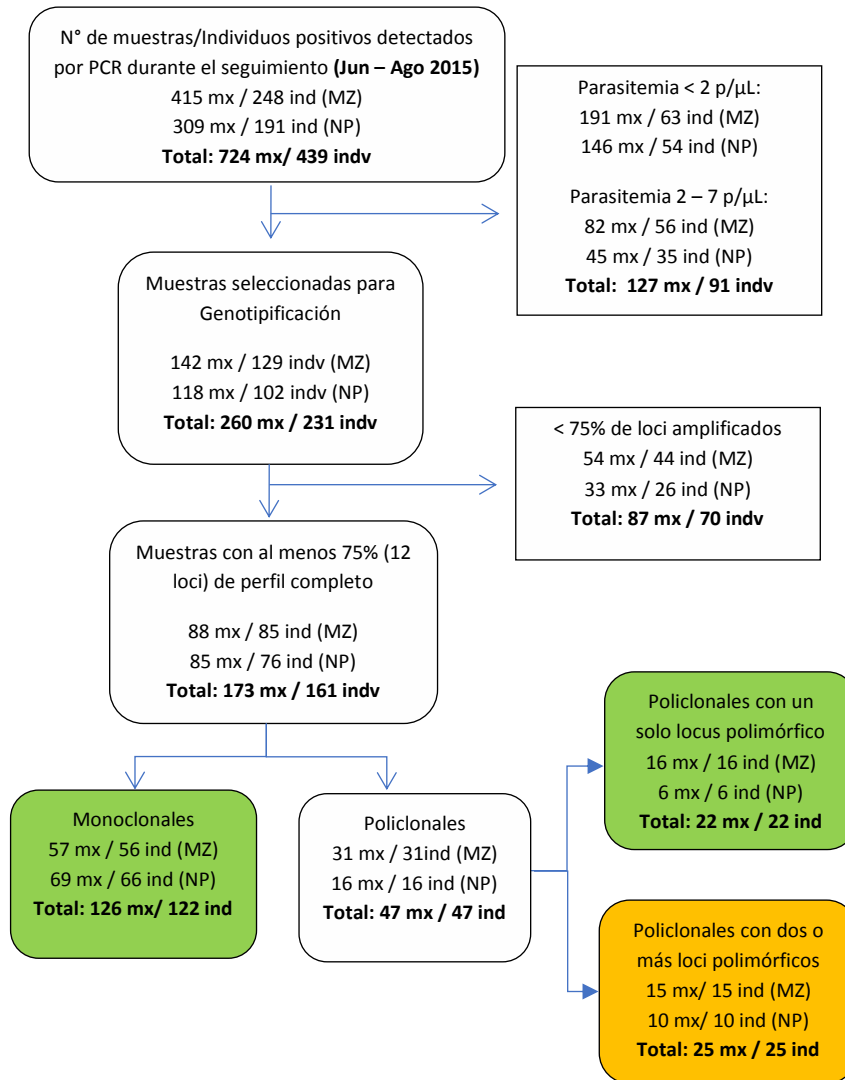 N° de muestras/Individuos positivos detectados
por PCR durante el seguimiento (Jun – Ago 2015)
415 mx / 248 ind (MZ)
309 mx / 191 ind (NP)
Total: 724 mx/ 439 indv
Parasitemia < 2 p/µL:
191 mx / 63 ind (MZ)
146 mx / 54 ind (NP)
Parasitemia 2 – 7 p/µL:
82 mx / 56 ind (MZ)
45 mx / 35 ind (NP)
Total: 127 mx / 91 indv
Muestras seleccionadas para
Genotipificación
142 mx / 129 indv (MZ)
118 mx / 102 indv (NP)
Total: 260 mx / 231 indv
< 75% de loci amplificados
54 mx / 44 ind (MZ)
33 mx / 26 ind (NP)
Total: 87 mx / 70 indv
Muestras con al menos 75% (12
loci) de perfil completo
88 mx / 85 ind (MZ)
85 mx / 76 ind (NP)
Total: 173 mx / 161 indv
Monoclonales
57 mx / 56 ind (MZ)
69 mx / 66 ind (NP)
Total: 126 mx/ 122 ind
Policlonales
31 mx / 31ind (MZ)
16 mx / 16 ind (NP)
Total: 47 mx / 47 ind
Policlonales con un
solo locus polimórfico
16 mx / 16 ind (MZ)
6 mx / 6 ind (NP)
Total: 22 mx / 22 ind
Policlonales con dos o
más loci polimórficos
15 mx/ 15 ind (MZ)
10 mx/ 10 ind (NP)
Total: 25 mx / 25 ind